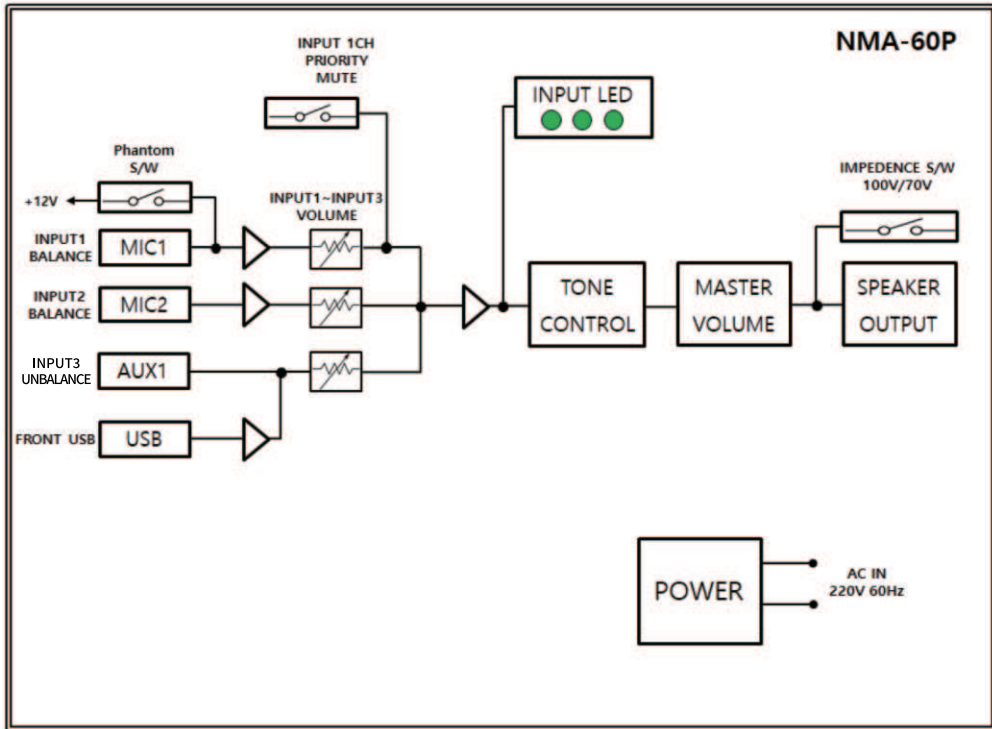 NMA-60P
INPUT 1CH
PRIORITY
MUTE
INPUT LED
Phantom
S/W
+12V
INPUT1~INPUT3
VOLUME
IMPEDENCE S/W
100V/70V
INPUT1
BALANCE
MIC1
INPUT2
BALANCE
MIC2
TONE
CONTROL
MASTER
VOLUME
SPEAKER
OUTPUT
INPUT3
UNBALANCE
AUX1
FRONT USB
USB
POWER
AC IN
220V 60Hz